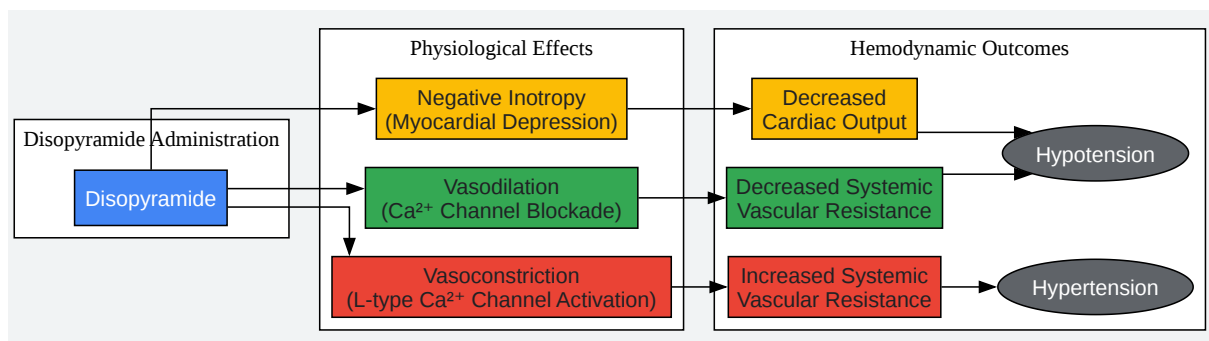 Physiological Effects
Hemodynamic Outcomes
Disopyramide Administration
Disopyramide
Negative Inotropy
(Myocardial Depression)
Decreased
Cardiac Output
Hypotension
Vasodilation
(Ca²⁺ Channel Blockade)
Decreased Systemic
Vascular Resistance
Vasoconstriction
(L-type Ca²⁺ Channel Activation)
Increased Systemic
Vascular Resistance
Hypertension